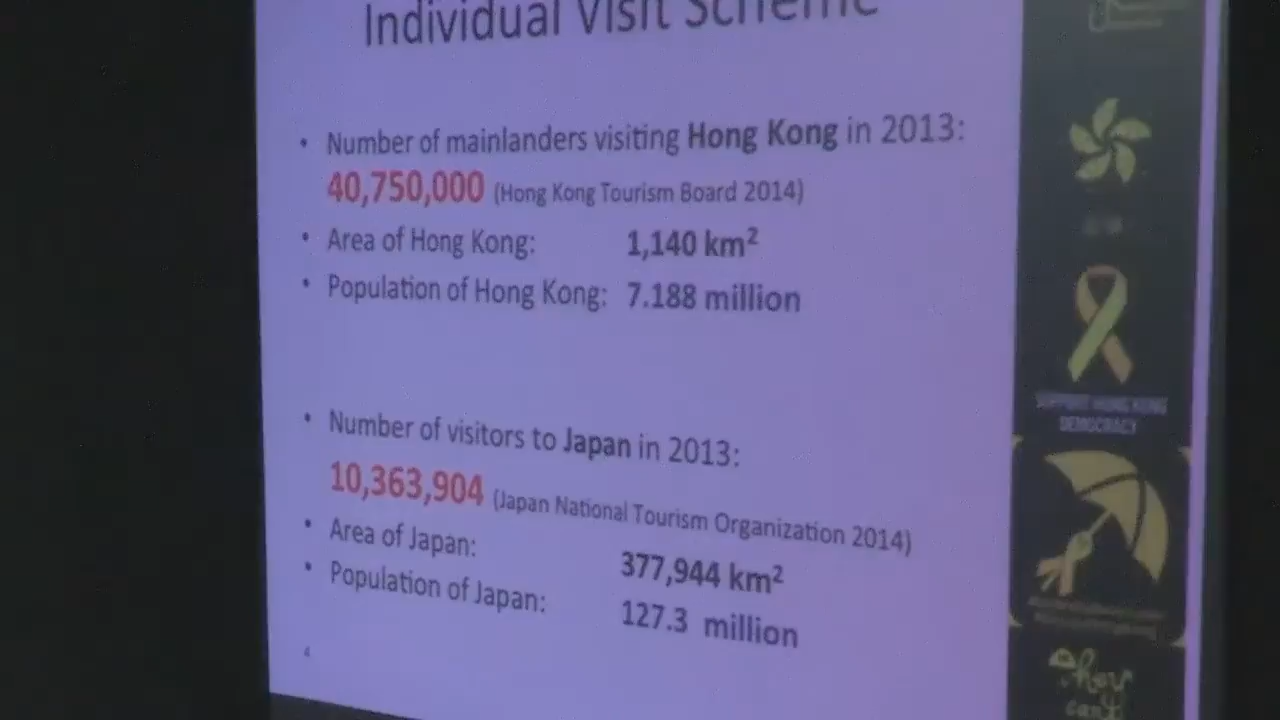 Individual Visit Scheme
• Number of mainlanders visiting Hong Kong in 2013:
40,750,000 (Hong Kong Tourism Board 2014)
• Area of Hong Kong: 1,140 km²
• Population of Hong Kong: 7.188 million
• Number of visitors to Japan in 2013:
10,363,904 (Japan National Tourism Organization 2014)
• Area of Japan: 377,944 km²
• Population of Japan: 127.3 million
4
SUPPORT HONG KONG
DEMOCRACY